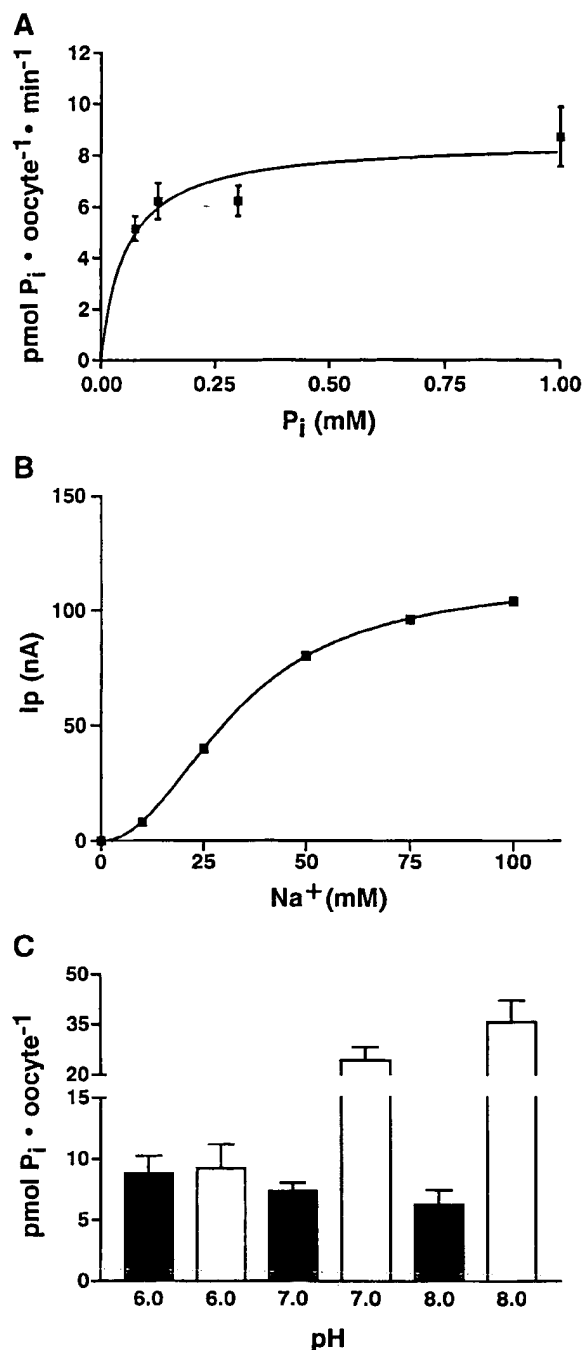 A
pmol Pi • oocyte⁻¹ • min⁻¹
12
10
8
6
4
2
0
0.00 0.25 0.50 0.75 1.00
Pi (mM)
B
Ip (nA)
150
100
50
0
0 25 50 75 100
Na⁺ (mM)
C
pmol Pi • oocyte⁻¹
50
35
20
15
10
5
0
6.0 6.0 7.0 7.0 8.0 8.0
pH